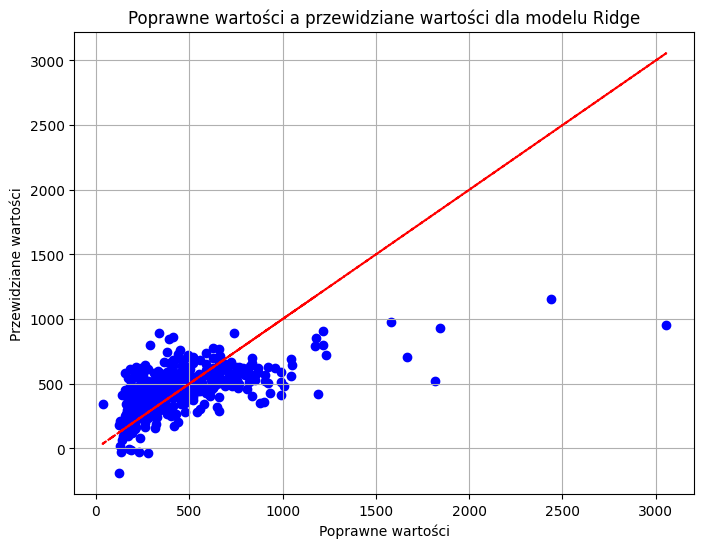 Poprawne wartości a przewidziane wartości dla modelu Ridge
3000
2500
2000
1500
1000
500
0
Przewidziane wartości
0 500 1000 1500 2000 2500 3000
Poprawne wartości